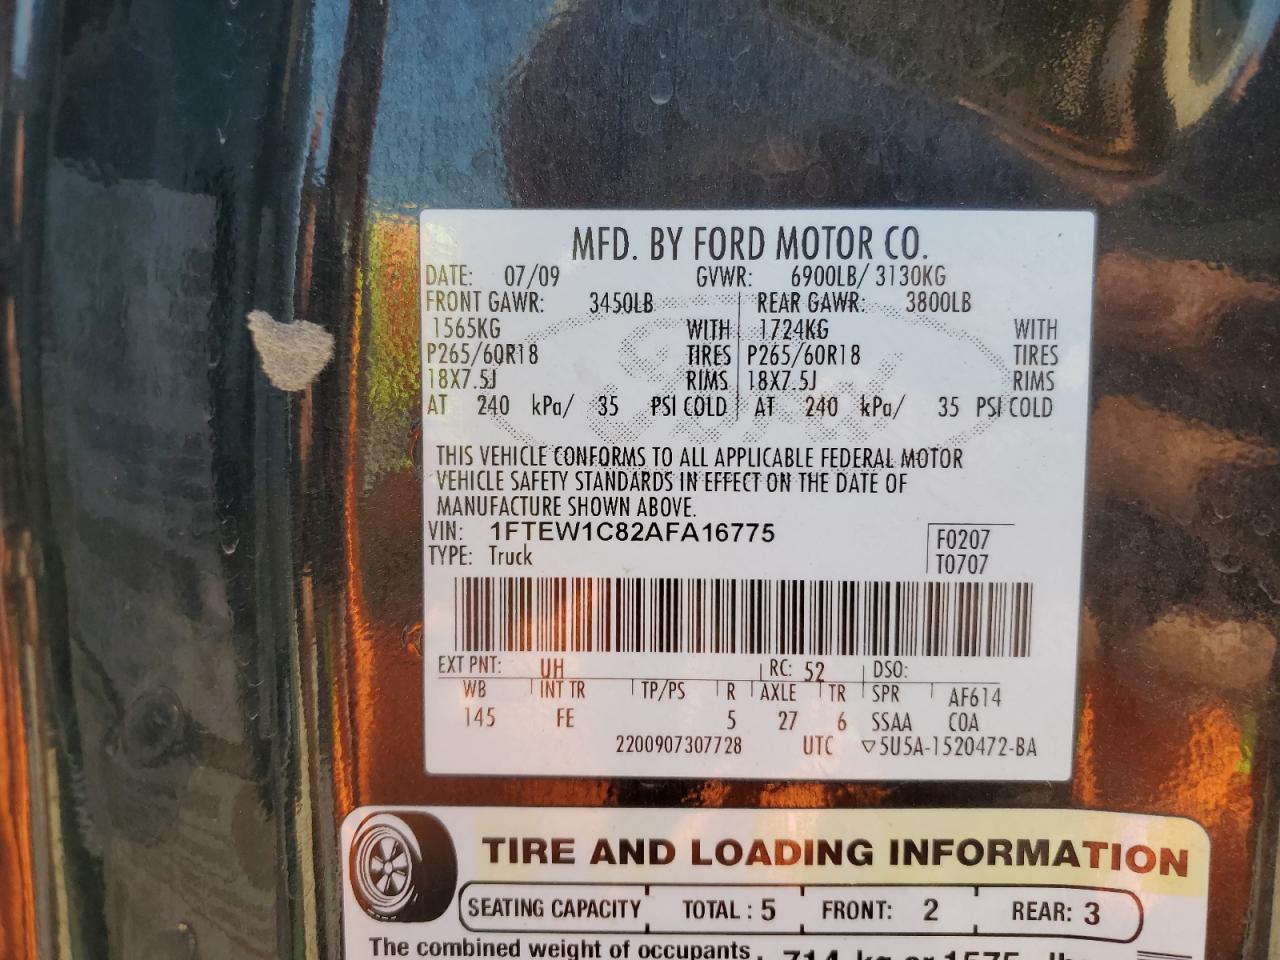 MFD. BY FORD MOTOR CO.
DATE: 07/09 GVWR: 6900LB/ 3130KG
FRONT GAWR: 3450LB REAR GAWR: 3800LB
1565KG WITH 1724KG WITH
P265/60R18 TIRES P265/60R18 TIRES
18X7.5J RIMS 18X7.5J RIMS
AT 240 kPa/ 35 PSI COLD AT 240 kPa/ 35 PSI COLD
THIS VEHICLE CONFORMS TO ALL APPLICABLE FEDERAL MOTOR
VEHICLE SAFETY STANDARDS IN EFFECT ON THE DATE OF
MANUFACTURE SHOWN ABOVE.
VIN: 1FTEW1C82AFA16775 F0207
TYPE: Truck T0707
EXT PNT: UH RC: 52 DSO:
WB INT TR TP/PS R AXLE TR SPR AF614
145 FE 5 27 6 SSAA COA
2200907307728 UTC ▽5U5A-1520472-BA
TIRE AND LOADING INFORMATION
SEATING CAPACITY TOTAL : 5 FRONT: 2 REAR: 3
The combined weight of occupants 714 kg or 1575